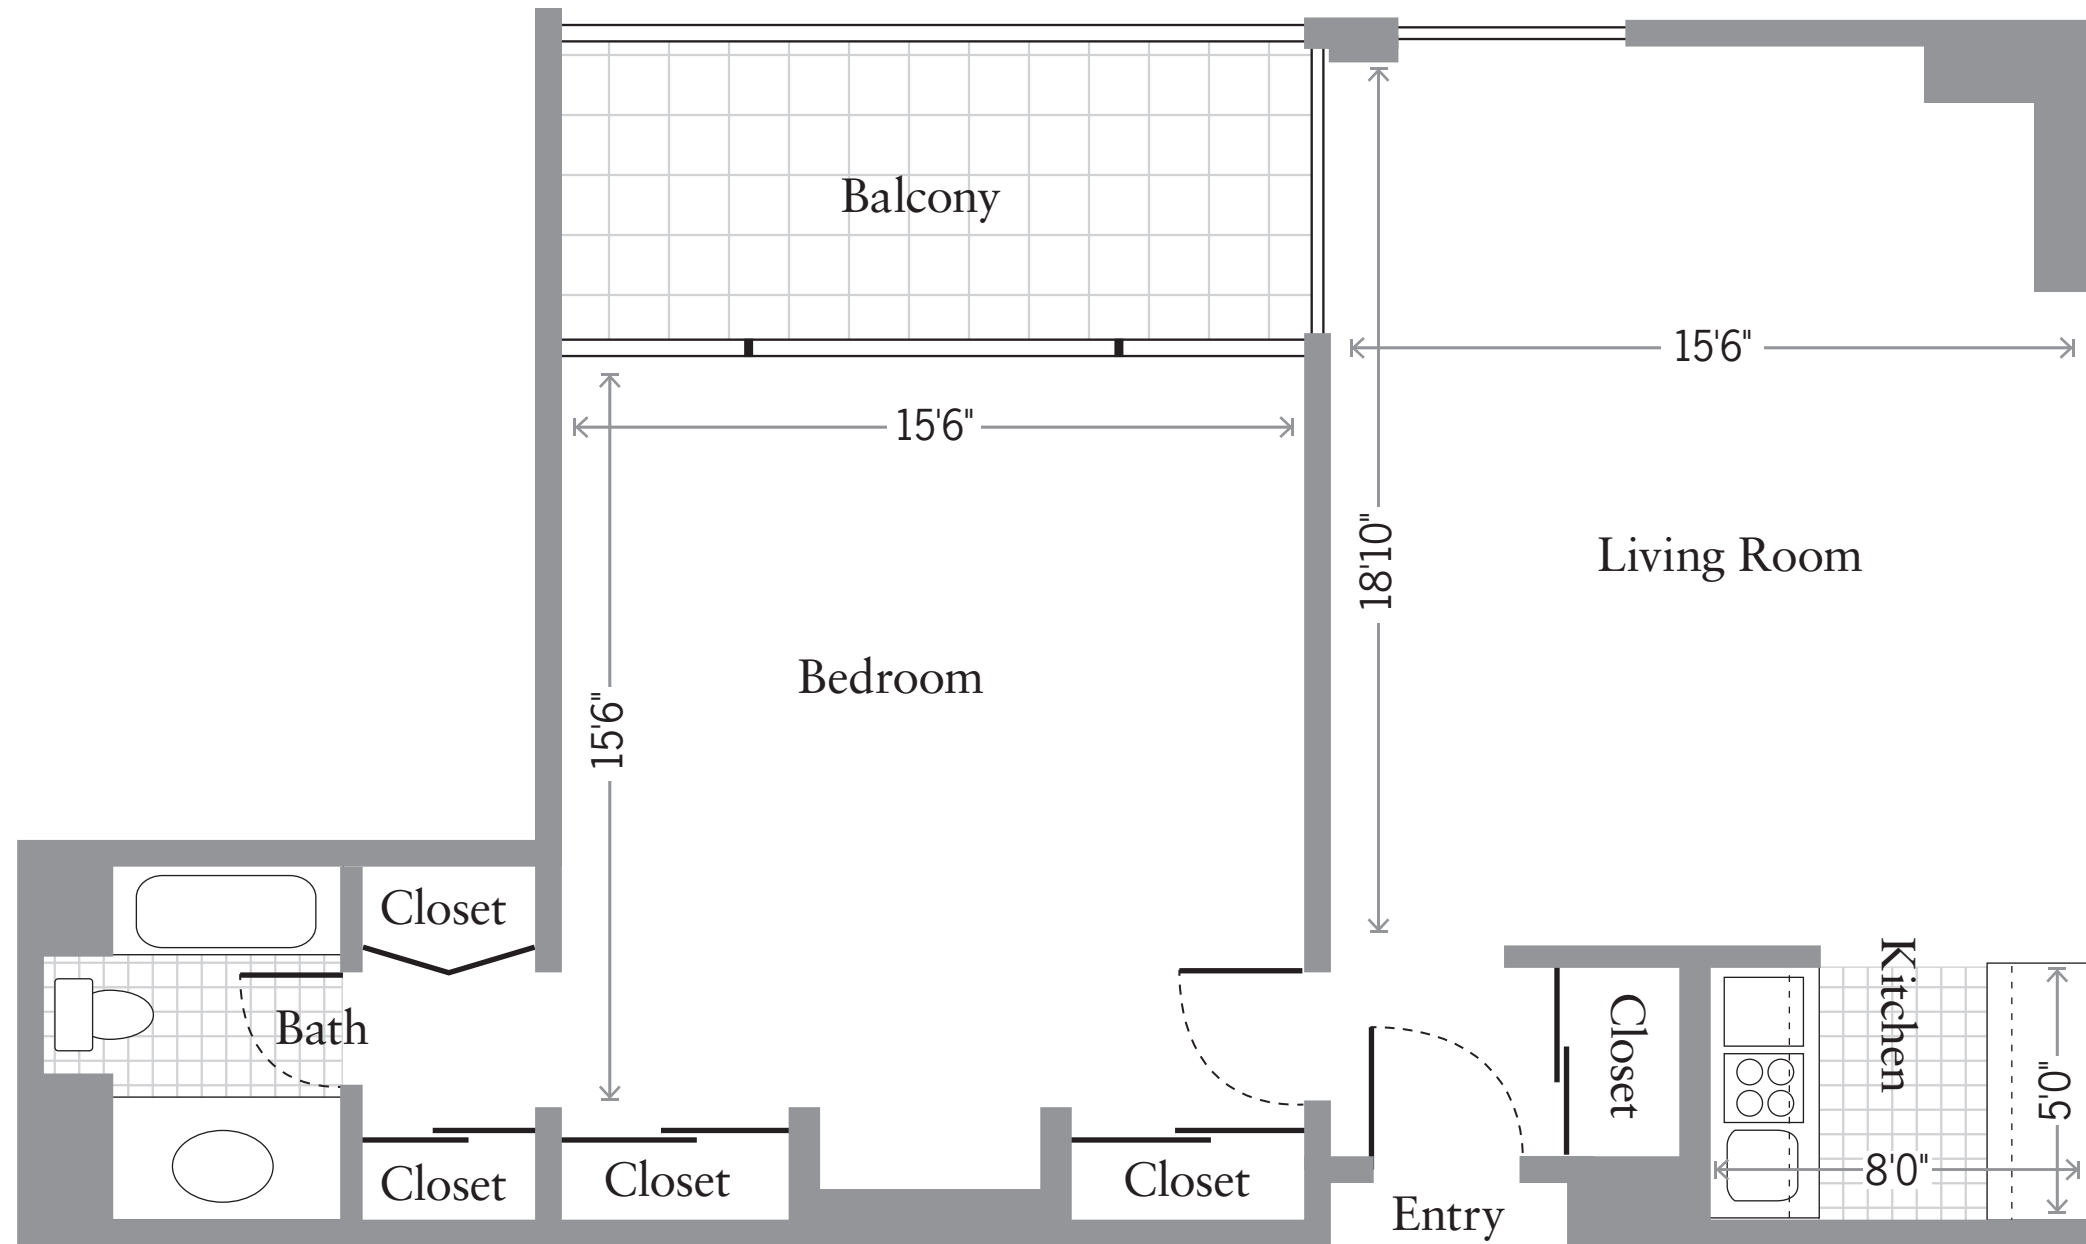 Balcony
15'6"
15'6"
18'10"
Living Room
Bedroom
15'6"
Closet
Kitchen
Closet
Bath
5'0"
8'0"
Closet
Closet
Closet
Entry